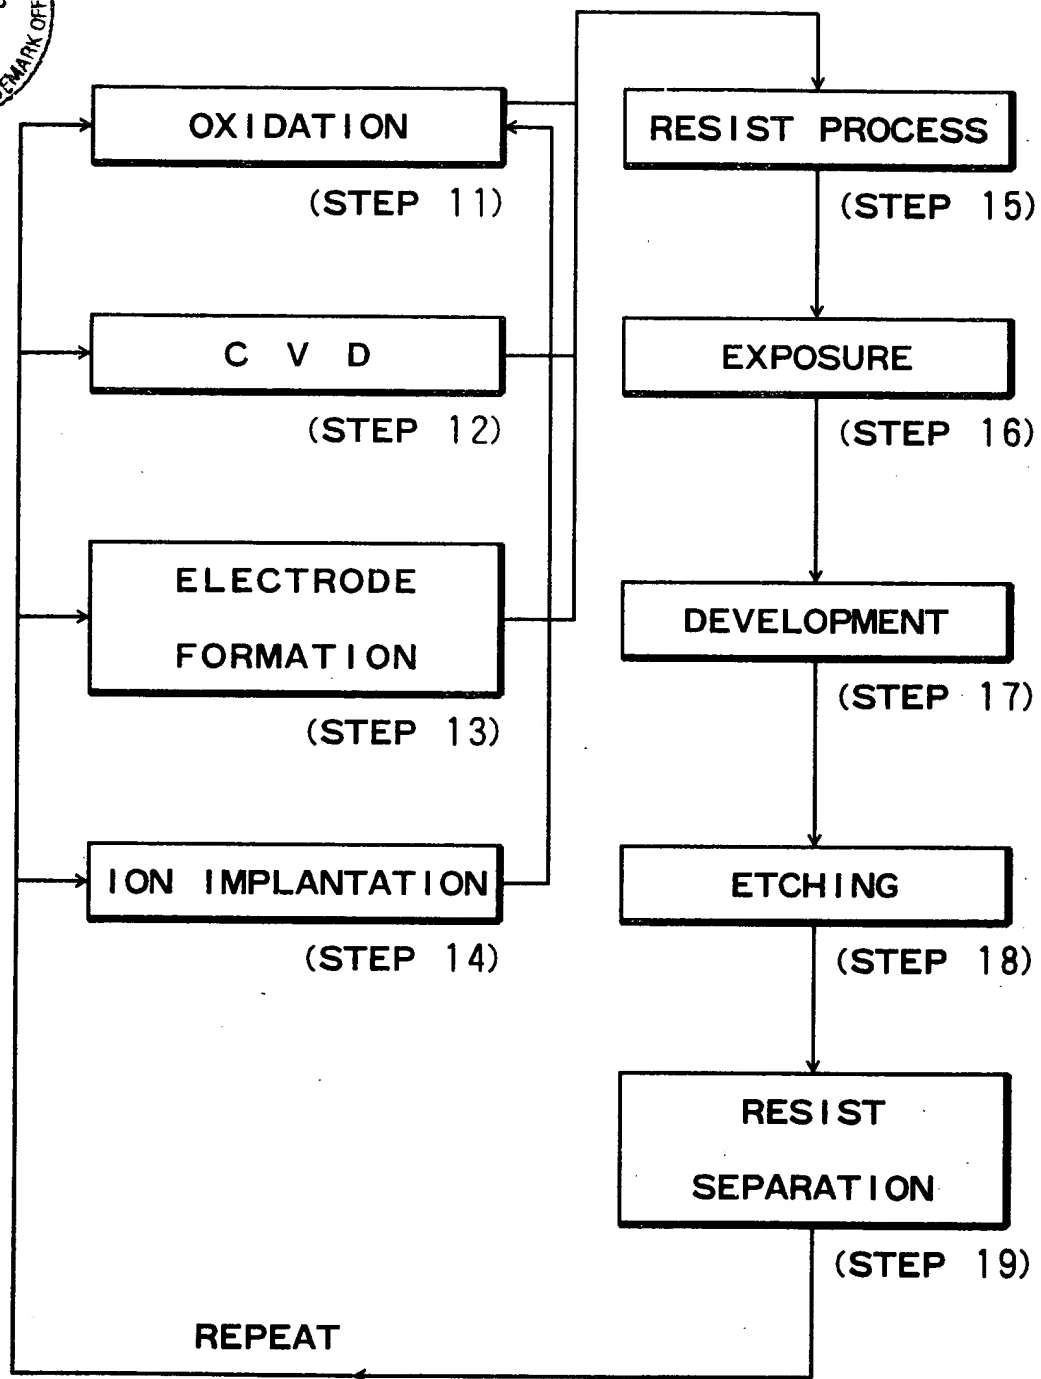 OXIDATION
(STEP 11)
C V D
(STEP 12)
ELECTRODE
FORMATION
(STEP 13)
ION IMPLANTATION
(STEP 14)
RESIST PROCESS
(STEP 15)
EXPOSURE
(STEP 16)
DEVELOPMENT
(STEP 17)
ETCHING
(STEP 18)
RESIST
SEPARATION
(STEP 19)
REPEAT